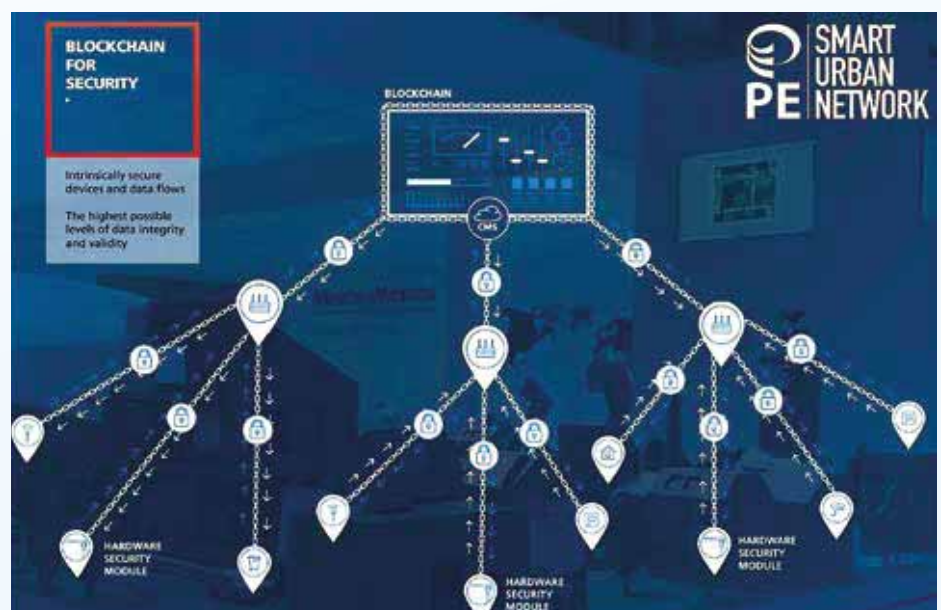 BLOCKCHAIN
FOR
SECURITY
Intrinsically secure
devices and data flows
The highest possible
levels of data integrity
and validity
BLOCKCHAIN
CMS
PE
SMART
URBAN
NETWORK
HARDWARE
SECURITY
MODULE
HARDWARE
SECURITY
MODULE
HARDWARE
SECURITY
MODULE